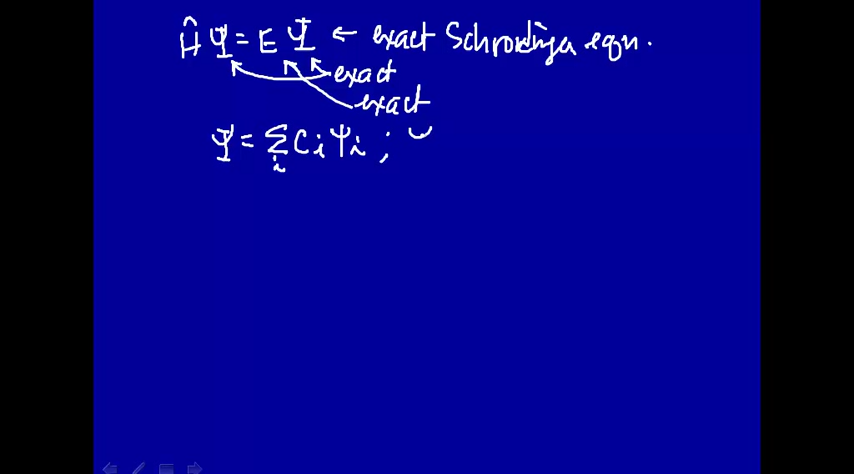 ĤΨ = EΨ ← exact Schrodinger eqn.
exact
exact
Ψ = Σ_i C_i ψ_i ;